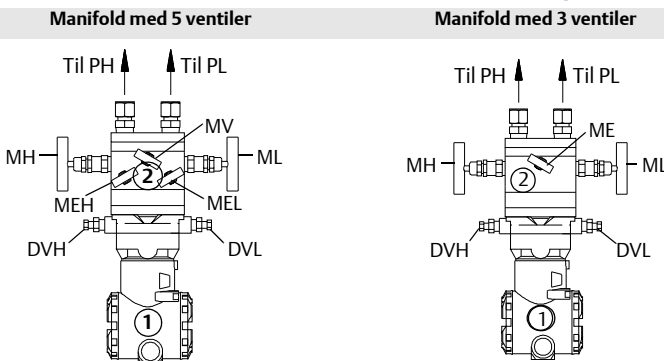 Manifold med 5 ventiler
Til PH
Til PL
MV
MH
ML
2
MEH
MEL
DVH
DVL
1
Manifold med 3 ventiler
Til PH
Til PL
ME
MH
ML
2
DVH
DVL
1